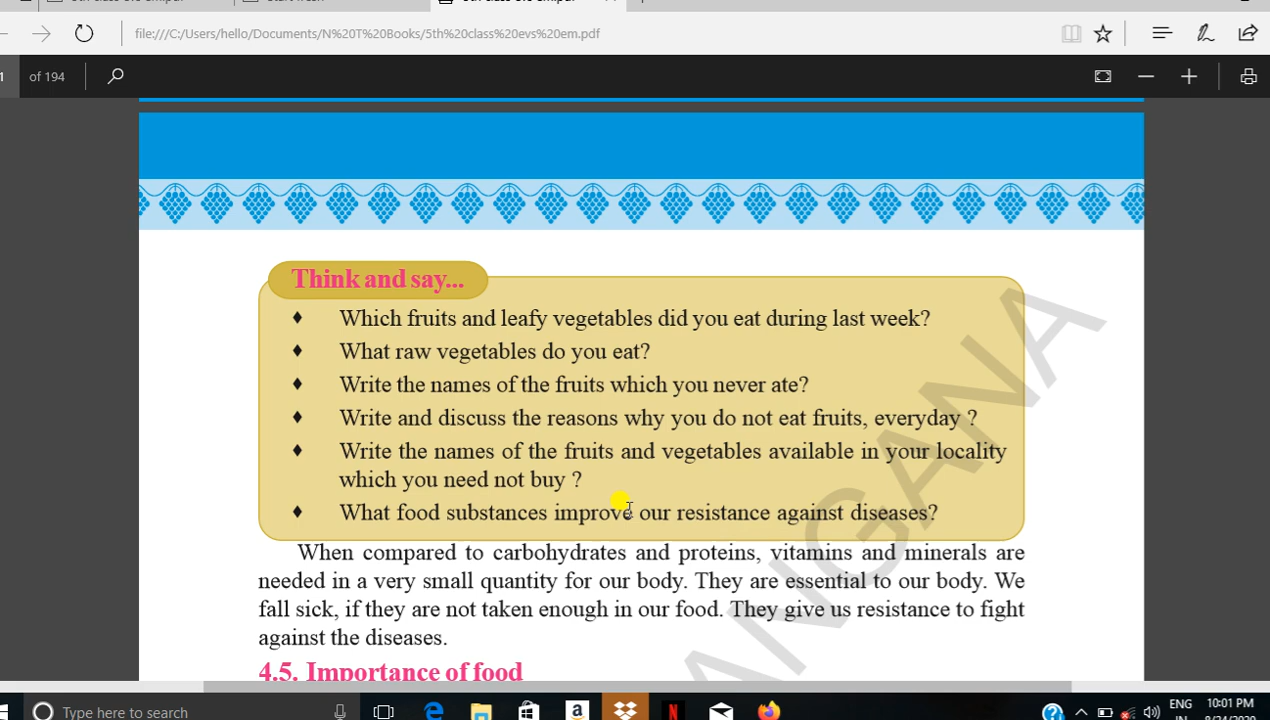 file:///C:/Users/hello/Documents/N%20T%20Books/5th%20class%20evs%20em.pdf
1 of 194
Think and say...
♦ Which fruits and leafy vegetables did you eat during last week?
♦ What raw vegetables do you eat?
♦ Write the names of the fruits which you never ate?
♦ Write and discuss the reasons why you do not eat fruits, everyday ?
♦ Write the names of the fruits and vegetables available in your locality
which you need not buy ?
♦ What food substances improve our resistance against diseases?
When compared to carbohydrates and proteins, vitamins and minerals are
needed in a very small quantity for our body. They are essential to our body. We
fall sick, if they are not taken enough in our food. They give us resistance to fight
against the diseases.
4.5. Importance of food
ANGANA
Type here to search
ENG
10:01 PM